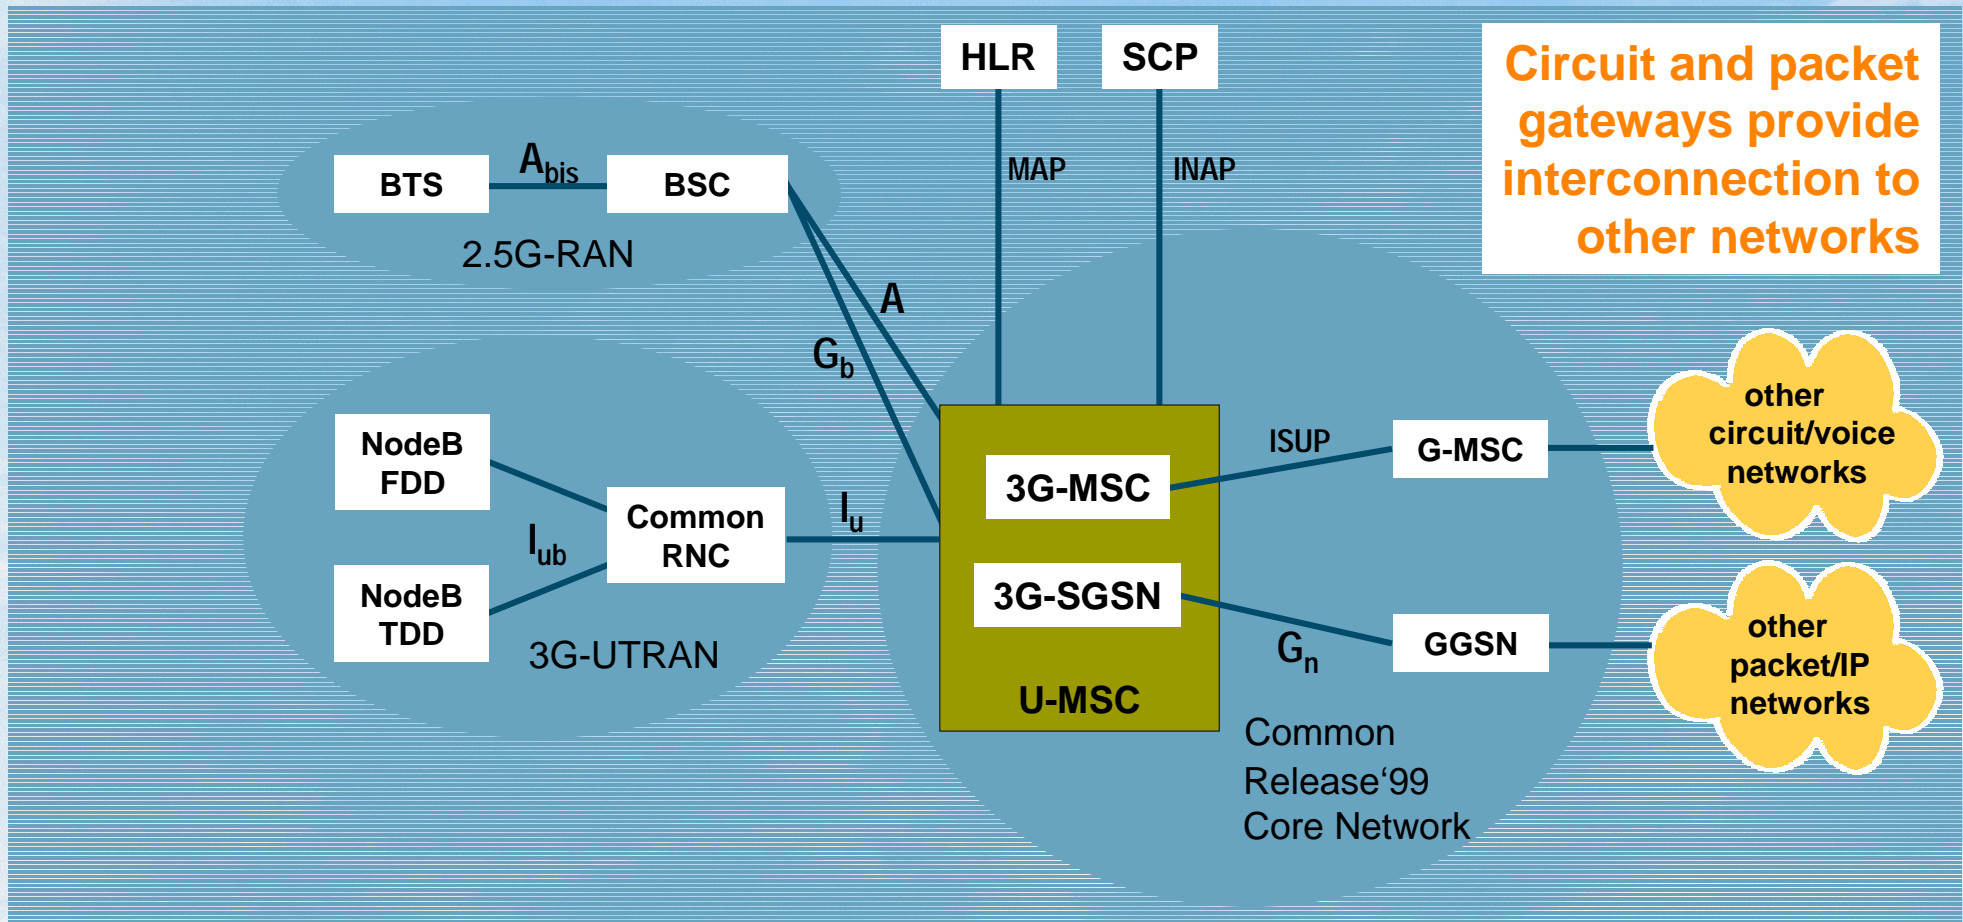 HLR
SCP
Circuit and packet
gateways provide
interconnection to
other networks
MAP
INAP
BTS
Abis
BSC
2.5G-RAN
A
Gb
NodeB
FDD
NodeB
TDD
Iub
Common
RNC
Iu
3G-UTRAN
3G-MSC
3G-SGSN
U-MSC
ISUP
G-MSC
Gn
GGSN
other
circuit/voice
networks
other
packet/IP
networks
Common
Release‘99
Core Network